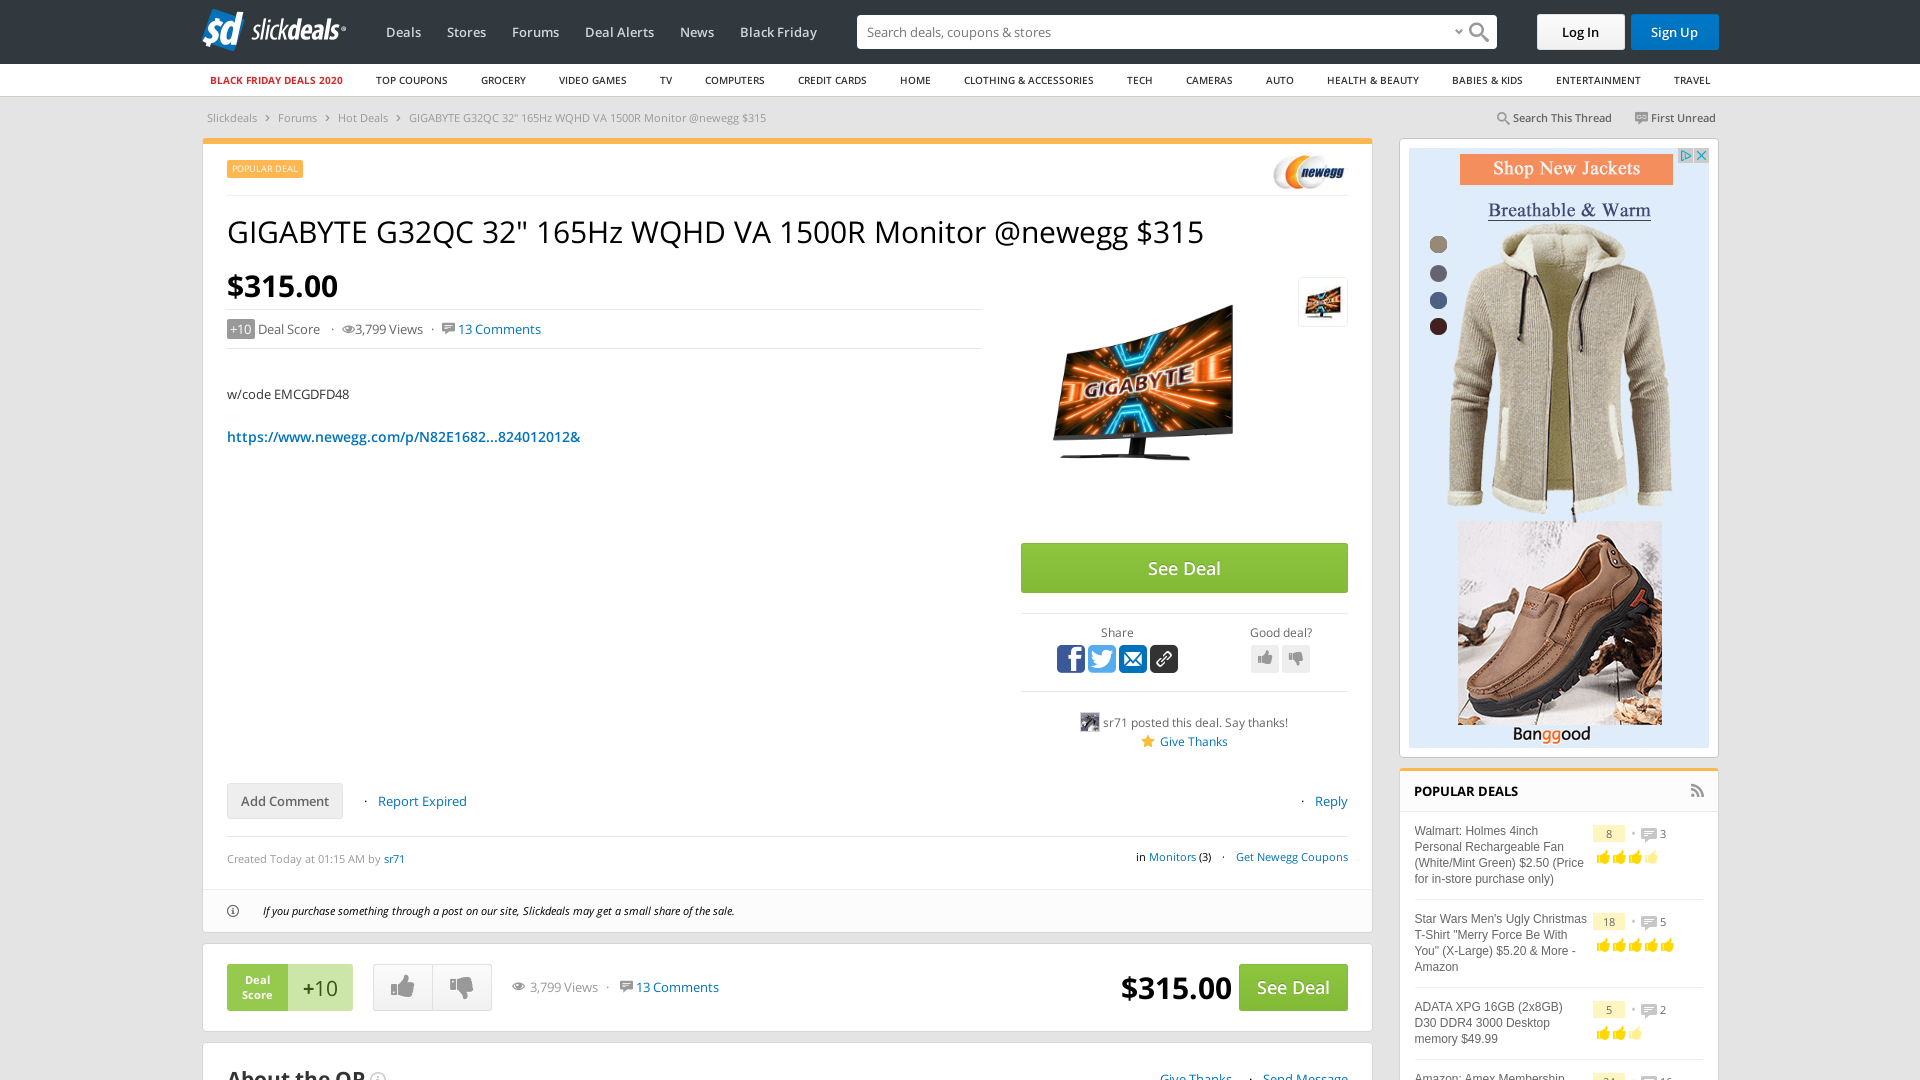 slickdeals
Deals
Stores
Forums
Deal Alerts
News
Black Friday
Search deals, coupons & stores
Log In
Sign Up
BLACK FRIDAY DEALS 2020
TOP COUPONS
GROCERY
VIDEO GAMES
TV
COMPUTERS
CREDIT CARDS
HOME
CLOTHING & ACCESSORIES
TECH
CAMERAS
AUTO
HEALTH & BEAUTY
BABIES & KIDS
ENTERTAINMENT
TRAVEL
Slickdeals › Forums › Hot Deals › GIGABYTE G32QC 32" 165Hz WQHD VA 1500R Monitor @newegg $315
Search This Thread
First Unread
POPULAR DEAL
newegg
GIGABYTE G32QC 32" 165Hz WQHD VA 1500R Monitor @newegg $315
$315.00
+10 Deal Score · 3,799 Views · 13 Comments
w/code EMCGDFD48
https://www.newegg.com/p/N82E1682...824012012&
GIGABYTE
See Deal
Share
Good deal?
sr71 posted this deal. Say thanks!
Give Thanks
Add Comment
· Report Expired
· Reply
Created Today at 01:15 AM by sr71
in Monitors (3) · Get Newegg Coupons
If you purchase something through a post on our site, Slickdeals may get a small share of the sale.
Deal
Score
+10
3,799 Views · 13 Comments
$315.00
See Deal
About the OP
Give Thanks · Send Message
Shop New Jackets
Breathable & Warm
Banggood
POPULAR DEALS
Walmart: Holmes 4inch
Personal Rechargeable Fan
(White/Mint Green) $2.50 (Price
for in-store purchase only)
8 • 3
Star Wars Men's Ugly Christmas
T-Shirt "Merry Force Be With
You" (X-Large) $5.20 & More -
Amazon
18 • 5
ADATA XPG 16GB (2x8GB)
D30 DDR4 3000 Desktop
memory $49.99
5 • 2
Amazon: Amex Membership
24 • 16